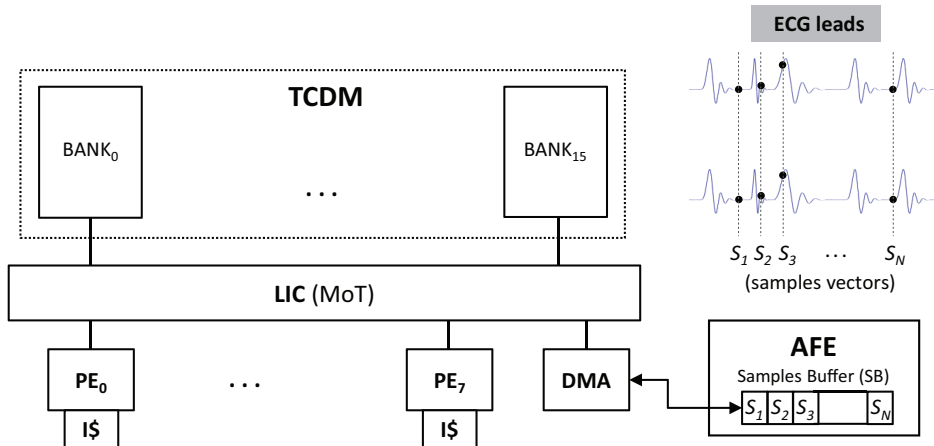 ECG leads
TCDM
BANK0
BANK15
. . .
S1 S2 S3 ... SN
(samples vectors)
LIC (MoT)
PE0
. . .
PE7
DMA
I$
I$
AFE
Samples Buffer (SB)
S1 S2 S3 SN